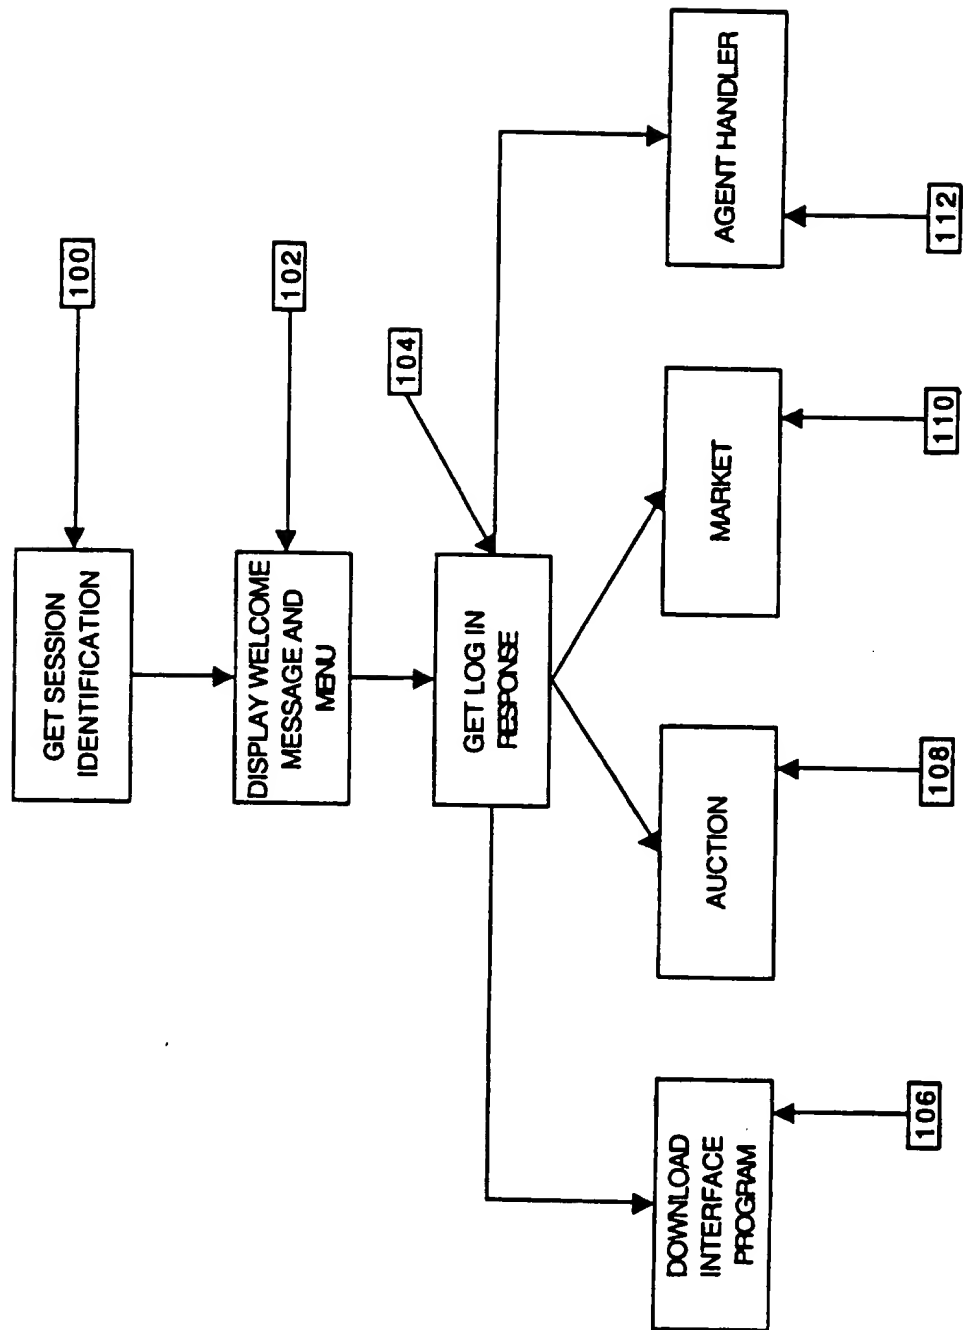 GET SESSION
IDENTIFICATION
100
DISPLAY WELCOME
MESSAGE AND
MENU
102
GET LOG IN
RESPONSE
104
DOWNLOAD
INTERFACE
PROGRAM
106
AUCTION
108
MARKET
110
AGENT HANDLER
112